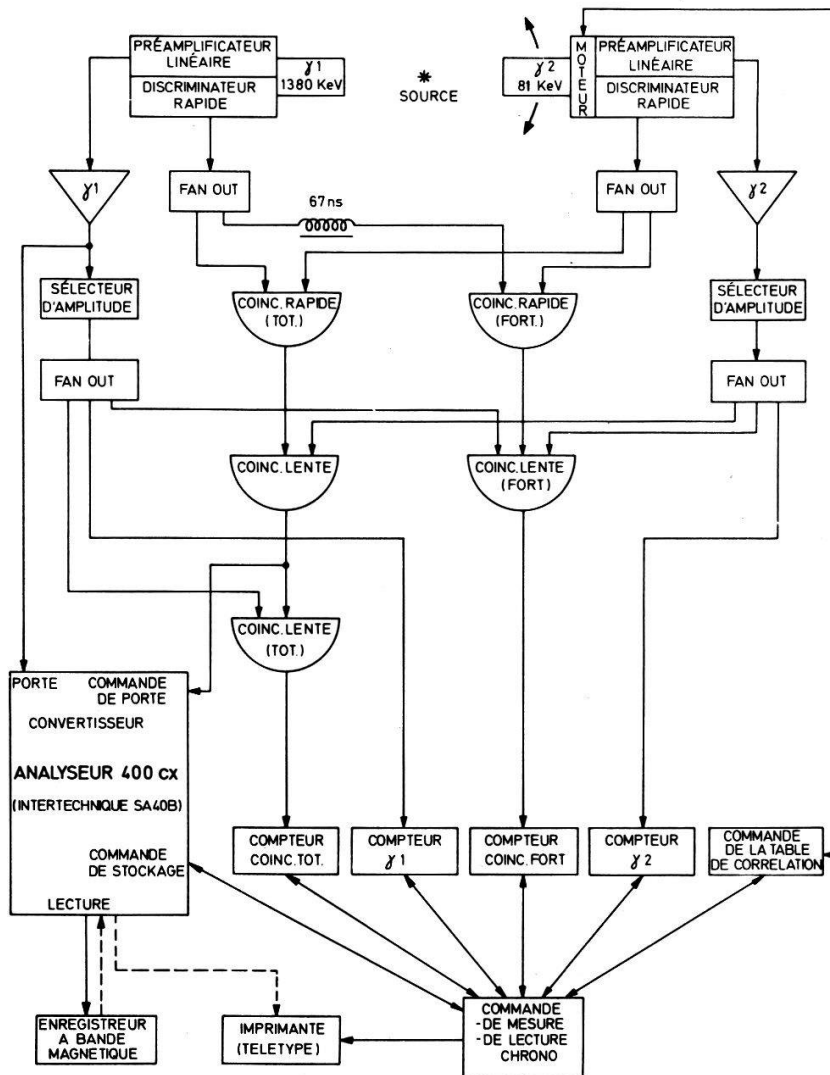 PRÉAMPLIFICATEUR
LINÉAIRE
DISCRIMINATEUR
RAPIDE
γ1
1380 KeV
*
SOURCE
γ2
81 KeV
MOTEUR
PRÉAMPLIFICATEUR
LINÉAIRE
DISCRIMINATEUR
RAPIDE
γ1
FAN OUT
67ns
FAN OUT
γ2
SÉLECTEUR
D'AMPLITUDE
COINC. RAPIDE
(TOT.)
COINC. RAPIDE
(FORT.)
SÉLECTEUR
D'AMPLITUDE
FAN OUT
FAN OUT
COINC. LENTE
COINC. LENTE
(FORT)
COINC. LENTE
(TOT.)
PORTE
COMMANDE
DE PORTE
CONVERTISSEUR
ANALYSEUR 400 CX
(INTERTECHNIQUE SA40B)
COMMANDE
DE STOCKAGE
LECTURE
COMPTEUR
COINC. TOT.
COMPTEUR
γ1
COMPTEUR
COINC. FORT
COMPTEUR
γ2
COMMANDE
DE LA TABLE
DE CORRELATION
ENREGISTREUR
A BANDE
MAGNETIQUE
IMPRIMANTE
(TELETYPE)
COMMANDE
-DE MESURE
-DE LECTURE
CHRONO